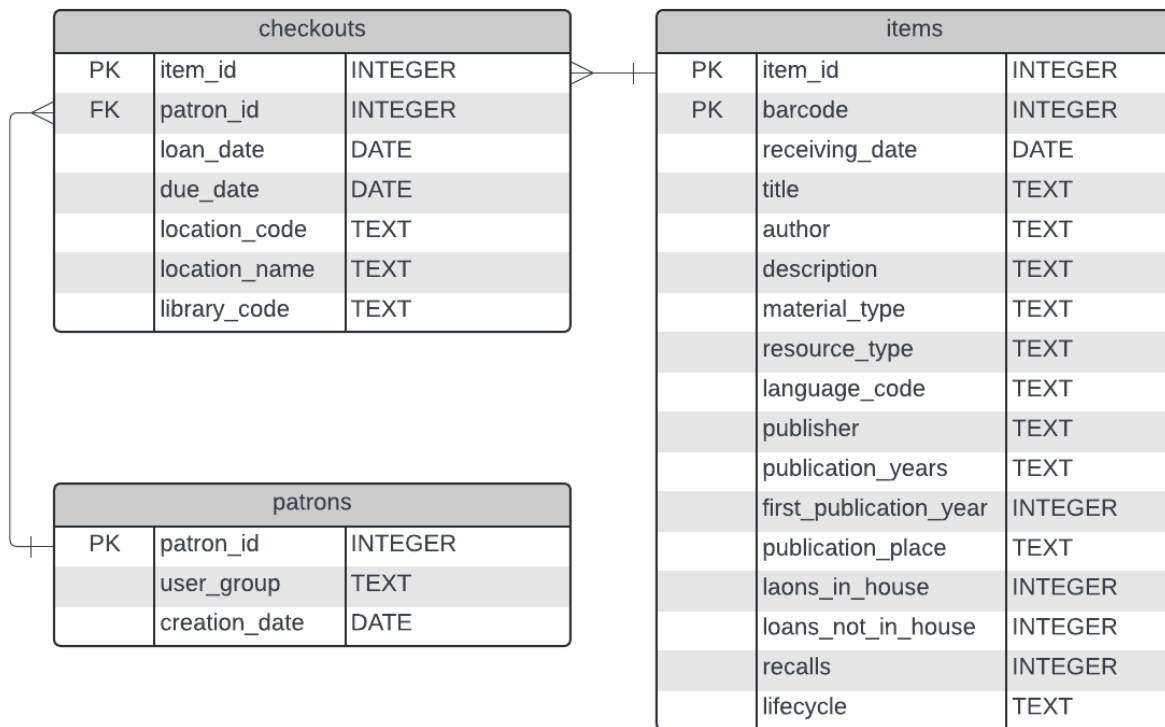 checkouts
PK item_id INTEGER
FK patron_id INTEGER
loan_date DATE
due_date DATE
location_code TEXT
location_name TEXT
library_code TEXT
patrons
PK patron_id INTEGER
user_group TEXT
creation_date DATE
items
PK item_id INTEGER
PK barcode INTEGER
receiving_date DATE
title TEXT
author TEXT
description TEXT
material_type TEXT
resource_type TEXT
language_code TEXT
publisher TEXT
publication_years TEXT
first_publication_year INTEGER
publication_place TEXT
laons_in_house INTEGER
loans_not_in_house INTEGER
recalls INTEGER
lifecycle TEXT